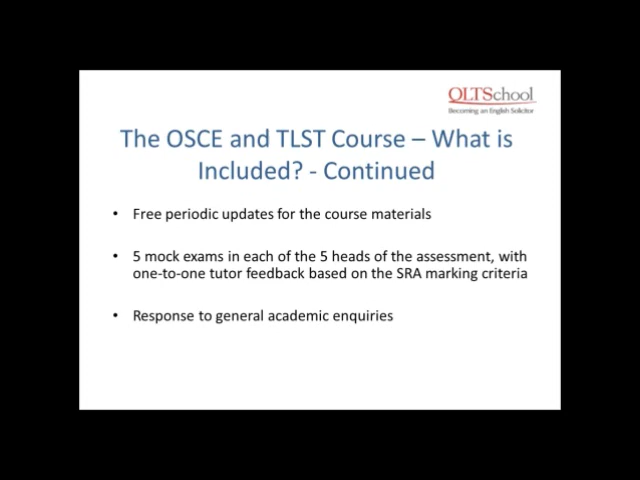 QLTSchool
Becoming an English Solicitor
The OSCE and TLST Course – What is
Included? - Continued
• Free periodic updates for the course materials
• 5 mock exams in each of the 5 heads of the assessment, with
one-to-one tutor feedback based on the SRA marking criteria
• Response to general academic enquiries